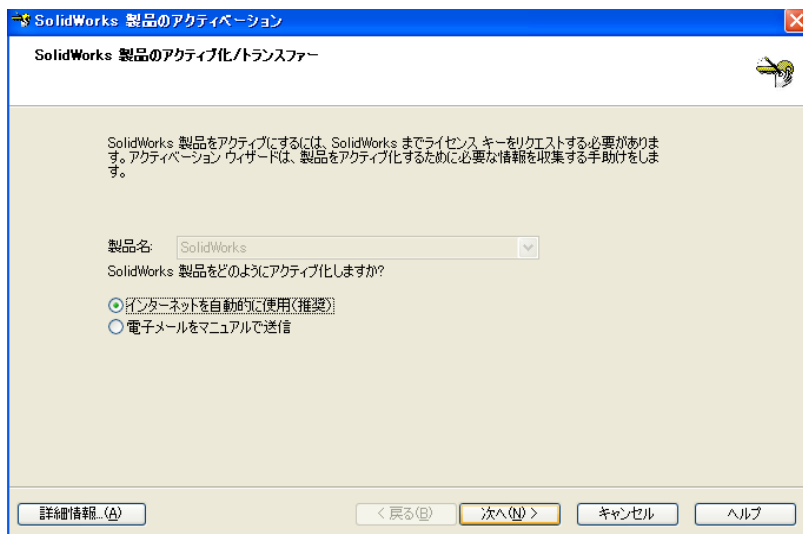 SolidWorks 製品のアクティベーション
SolidWorks 製品のアクティブ化/トランスファー
SolidWorks 製品をアクティブにするには、SolidWorks までライセンス キーをリクエストする必要がありま
す。アクティベーション ウィザードは、製品をアクティブ化するために必要な情報を収集する手助けをしま
す。
製品名: SolidWorks
SolidWorks 製品をどのようにアクティブ化しますか?
インターネットを自動的に使用(推奨)
電子メールをマニュアルで送信
詳細情報...(A) < 戻る(B) 次へ(N) > キャンセル ヘルプ